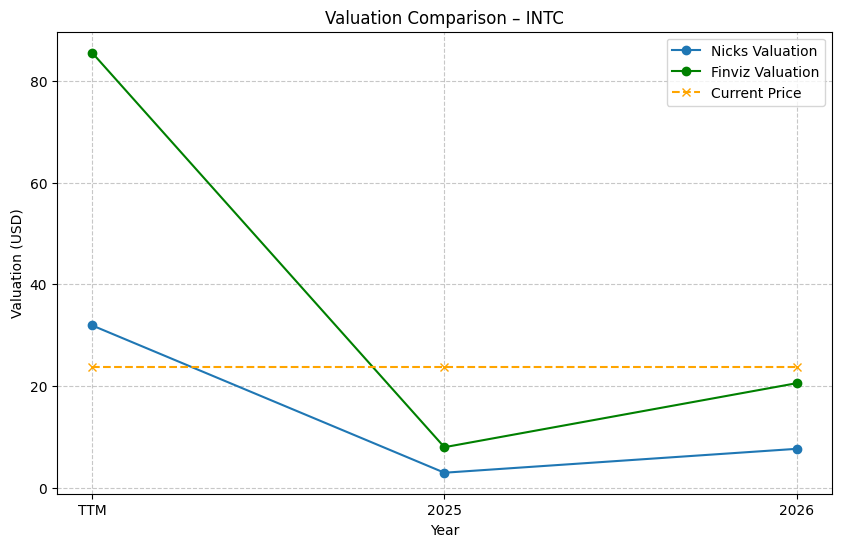 Valuation Comparison – INTC
Nicks Valuation
Finviz Valuation
Current Price
Valuation (USD)
80
60
40
20
0
TTM
2025
2026
Year